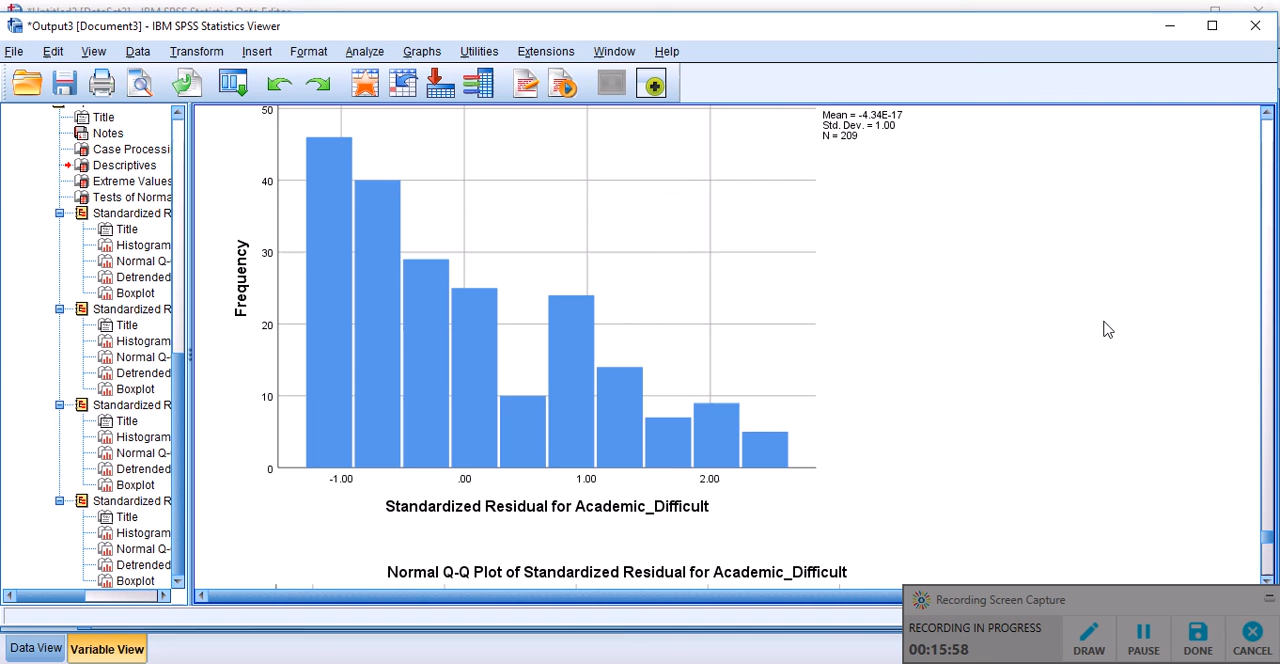 *Output3 [Document3] - IBM SPSS Statistics Viewer
File Edit View Data Transform Insert Format Analyze Graphs Utilities Extensions Window Help
Title
Notes
Case Processi
Descriptives
Extreme Values
Tests of Norma
Standardized R
Title
Histogram
Normal Q-
Detrended
Boxplot
Standardized R
Title
Histogram
Normal Q-
Detrended
Boxplot
Standardized R
Title
Histogram
Normal Q-
Detrended
Boxplot
Standardized R
Title
Histogram
Normal Q-
Detrended
Boxplot
Mean = -4.34E-17
Std. Dev. = 1.00
N = 209
Frequency
50
40
30
20
10
0
-1.00 .00 1.00 2.00
Standardized Residual for Academic_Difficult
Normal Q-Q Plot of Standardized Residual for Academic_Difficult
Data View Variable View
Recording Screen Capture
RECORDING IN PROGRESS
00:15:58
DRAW PAUSE DONE CANCEL